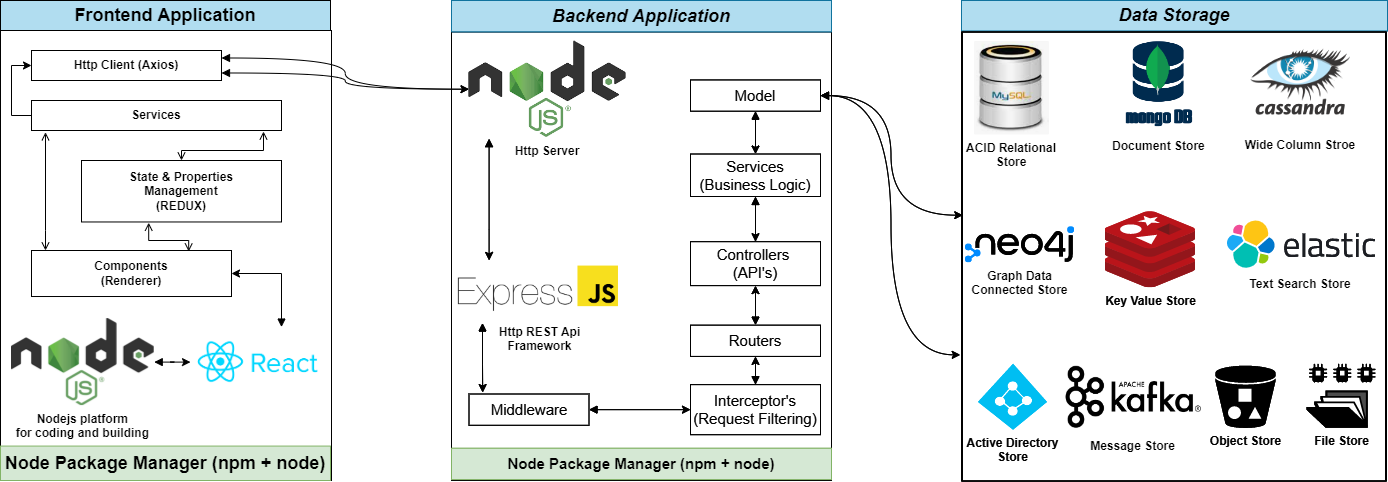 Frontend Application
Http Client (Axios)
Services
State & Properties
Management
(REDUX)
Components
(Renderer)
node
JS
React
Nodejs platform
for coding and building
Node Package Manager (npm + node)
Backend Application
node
JS
Http Server
Express JS
Http REST Api
Framework
Middleware
Model
Services
(Business Logic)
Controllers
(API's)
Routers
Interceptor's
(Request Filtering)
Node Package Manager (npm + node)
Data Storage
MySQL
ACID Relational
Store
mongo DB
Document Store
cassandra
Wide Column Stroe
neo4j
Graph Data
Connected Store
Key Value Store
elastic
Text Search Store
Active Directory
Store
APACHE
kafka®
Message Store
Object Store
File Store